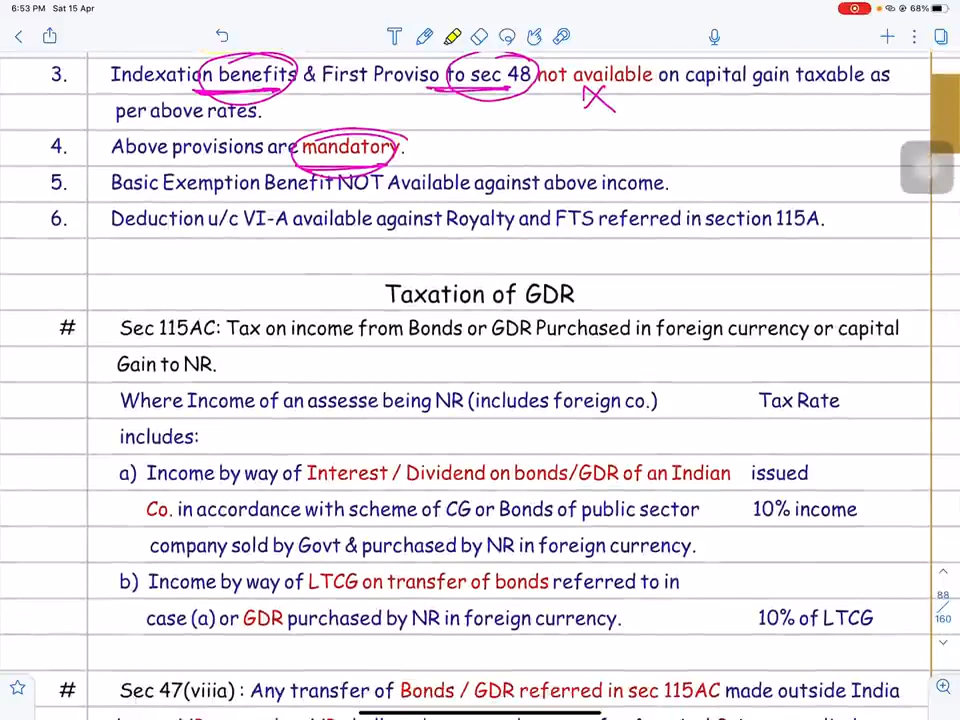 6:53 PM Sat 15 Apr 68%
3. Indexation benefits & First Proviso to sec 48 not available on capital gain taxable as
per above rates.
4. Above provisions are mandatory.
5. Basic Exemption Benefit NOT Available against above income.
6. Deduction u/c VI-A available against Royalty and FTS referred in section 115A.
Taxation of GDR
# Sec 115AC: Tax on income from Bonds or GDR Purchased in foreign currency or capital
Gain to NR.
Where Income of an assesse being NR (includes foreign co.) Tax Rate
includes:
a) Income by way of Interest / Dividend on bonds/GDR of an Indian issued
Co. in accordance with scheme of CG or Bonds of public sector 10% income
company sold by Govt & purchased by NR in foreign currency.
b) Income by way of LTCG on transfer of bonds referred to in
case (a) or GDR purchased by NR in foreign currency. 10% of LTCG
88
/
160
# Sec 47(viiia) : Any transfer of Bonds / GDR referred in sec 115AC made outside India